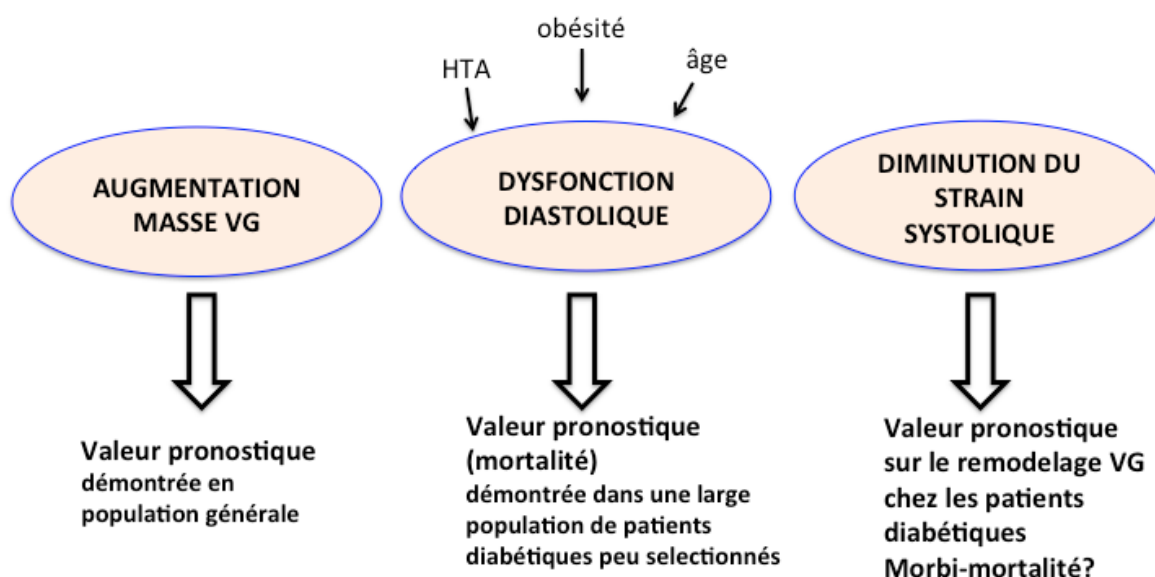 obésité
HTA
âge
AUGMENTATION
MASSE VG
DYSFONCTION
DIASTOLIQUE
DIMINUTION DU
STRAIN
SYSTOLIQUE
Valeur pronostique
démontrée en
population générale
Valeur pronostique
(mortalité)
démontrée dans une large
population de patients
diabétiques peu selectionnés
Valeur pronostique
sur le remodelage VG
chez les patients
diabétiques
Morbi-mortalité?